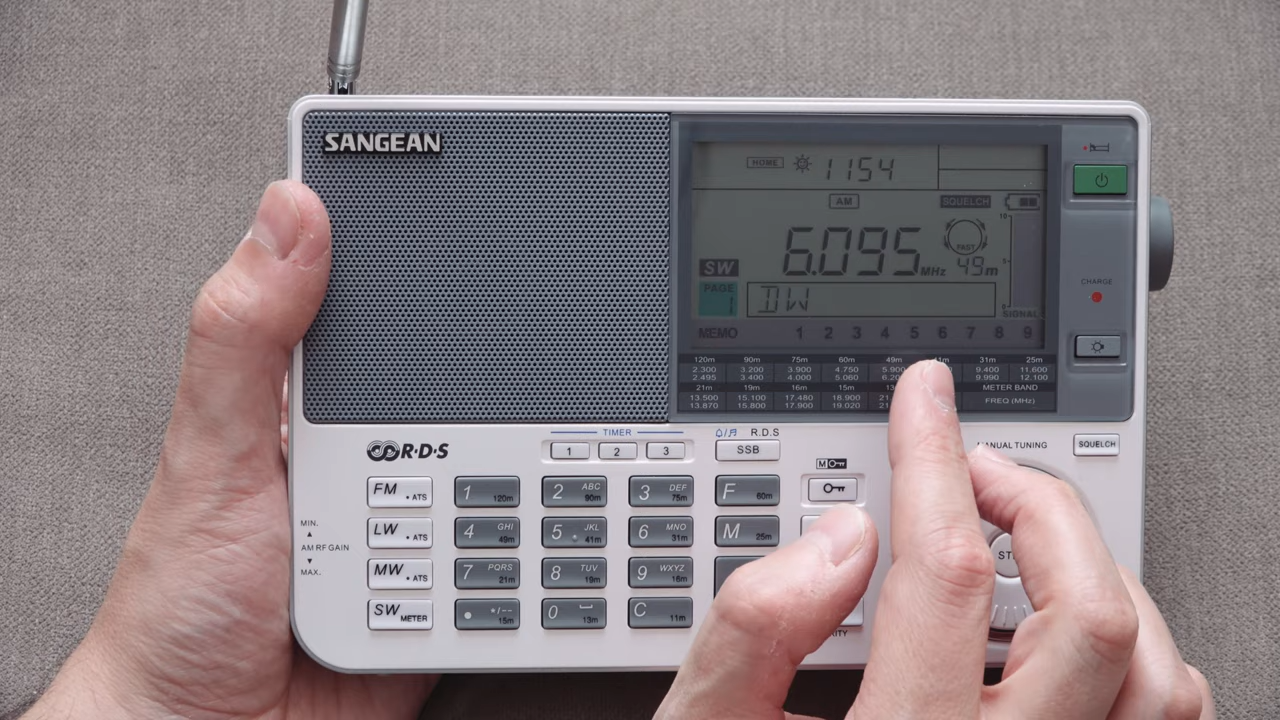 SANGEAN
HOME 1154
AM SQUELCH
10
6.095 MHz
FAST
49m
5
SW
PAGE
1
DW
0
SIGNAL
MEMO 1 2 3 4 5 6 7 8 9
120m 90m 75m 60m 49m 31m 25m
2.300 3.200 3.900 4.750 5.900 9.400 11.600
2.495 3.400 4.000 5.060 9.990 12.100
21m 19m 16m 15m METER BAND
13.500 15.100 17.480 18.900 FREQ (MHz)
13.870 15.800 17.900 19.020
CHARGE
R·D·S
TIMER
1 2 3
R.D.S
SSB
MANUAL TUNING
SQUELCH
M
FM • ATS
1 120m
2 ABC 90m
3 DEF 75m
F 60m
LW • ATS
4 GHI 49m
5 JKL 41m
6 MNO 31m
M 25m
MW • ATS
7 PQRS 21m
8 TUV 19m
9 WXYZ 16m
SW METER
• */-- 15m
0 13m
C 11m
MIN.
AM RF GAIN
MAX.